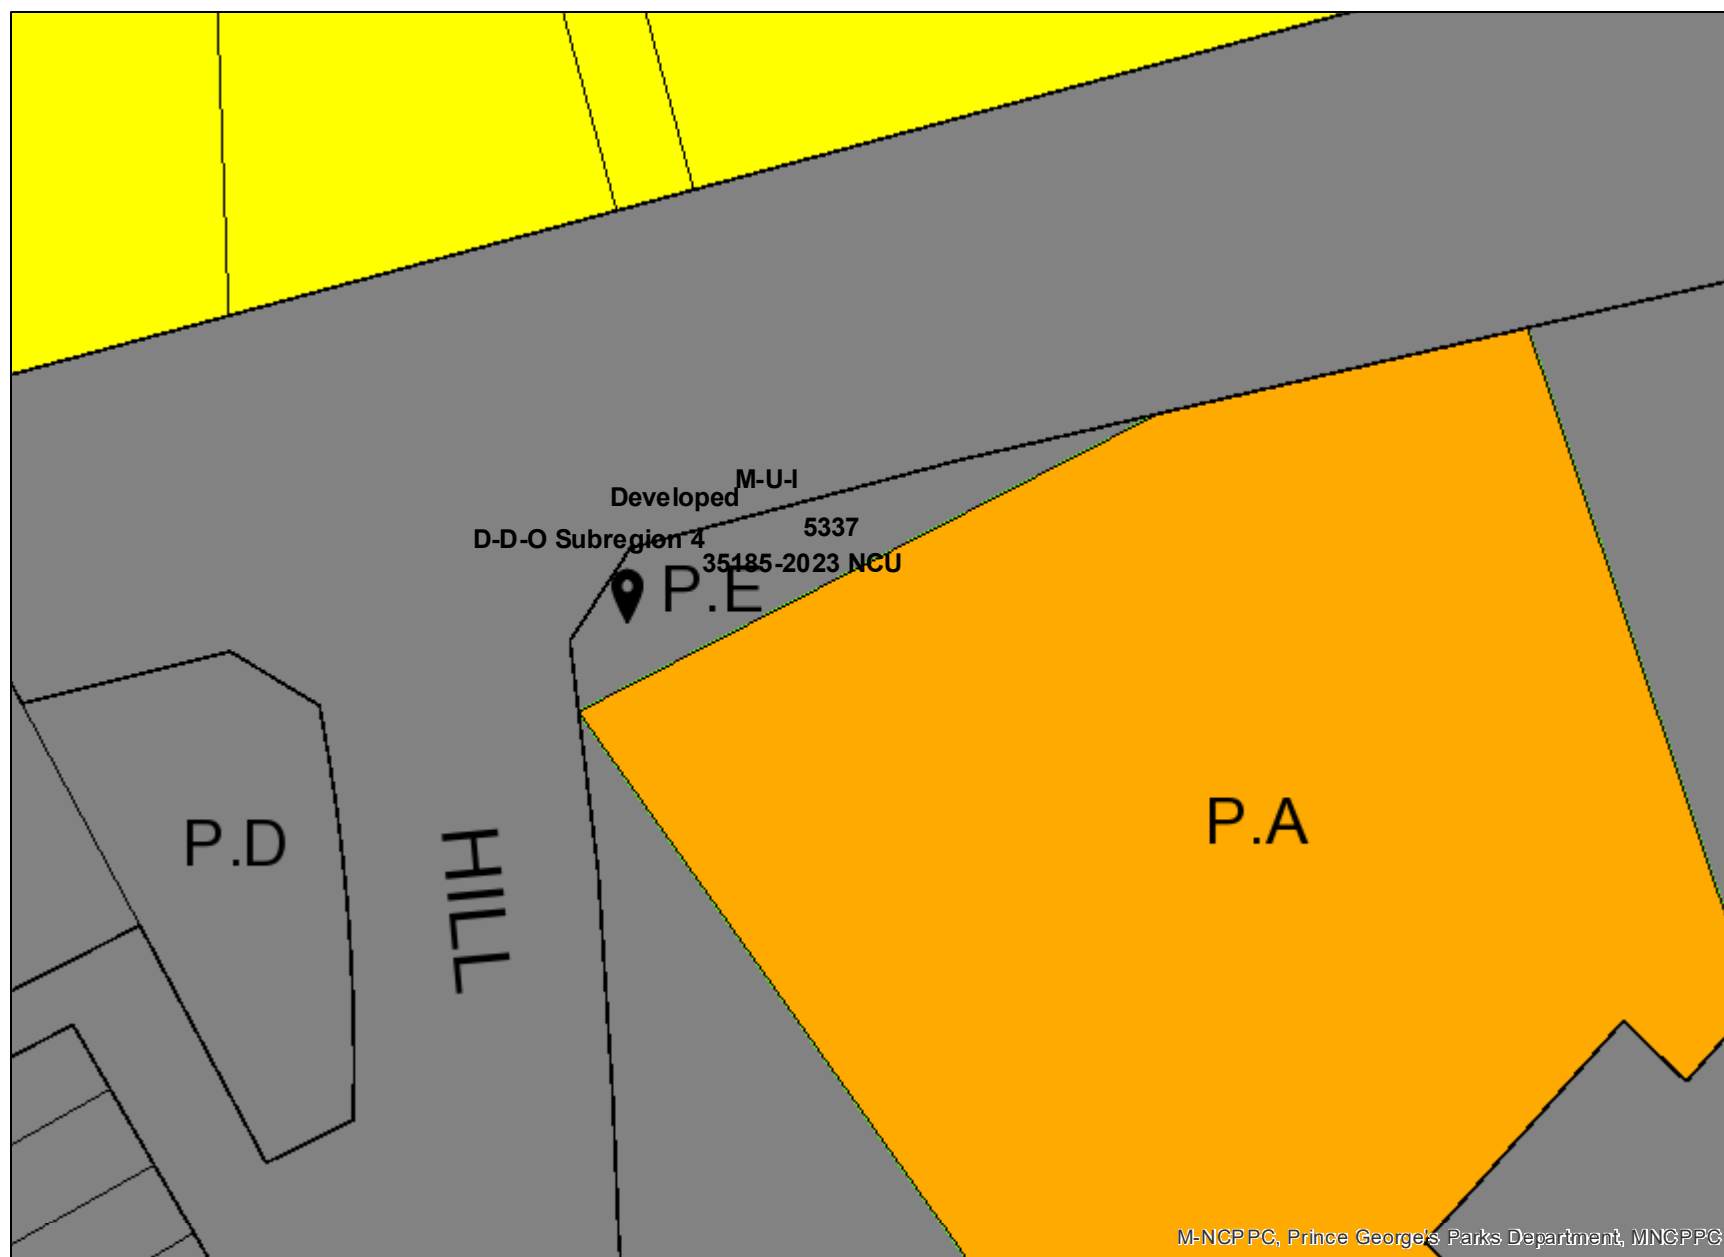 M-U-I
Developed
5337
D-D-O Subregion 4
35185-2023 NCU
P.E
P.A
P.D
HILL
M-NCPPC, Prince George's Parks Department, MNCPPC